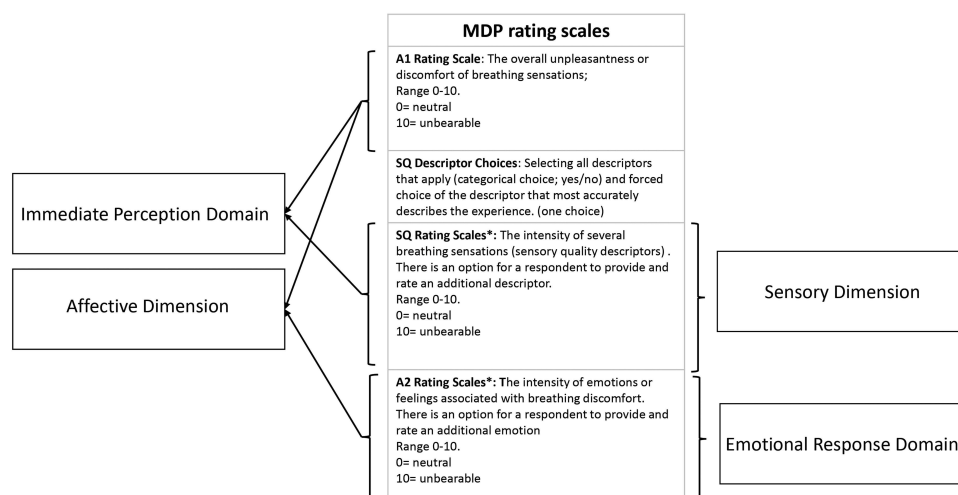 MDP rating scales
A1 Rating Scale: The overall unpleasantness or
discomfort of breathing sensations;
Range 0-10.
0= neutral
10= unbearable
SQ Descriptor Choices: Selecting all descriptors
that apply (categorical choice; yes/no) and forced
choice of the descriptor that most accurately
describes the experience. (one choice)
SQ Rating Scales*: The intensity of several
breathing sensations (sensory quality descriptors) .
There is an option for a respondent to provide and
rate an additional descriptor.
Range 0-10.
0= neutral
10= unbearable
A2 Rating Scales*: The intensity of emotions or
feelings associated with breathing discomfort.
There is an option for a respondent to provide and
rate an additional emotion
Range 0-10.
0= neutral
10= unbearable
Immediate Perception Domain
Affective Dimension
Sensory Dimension
Emotional Response Domain